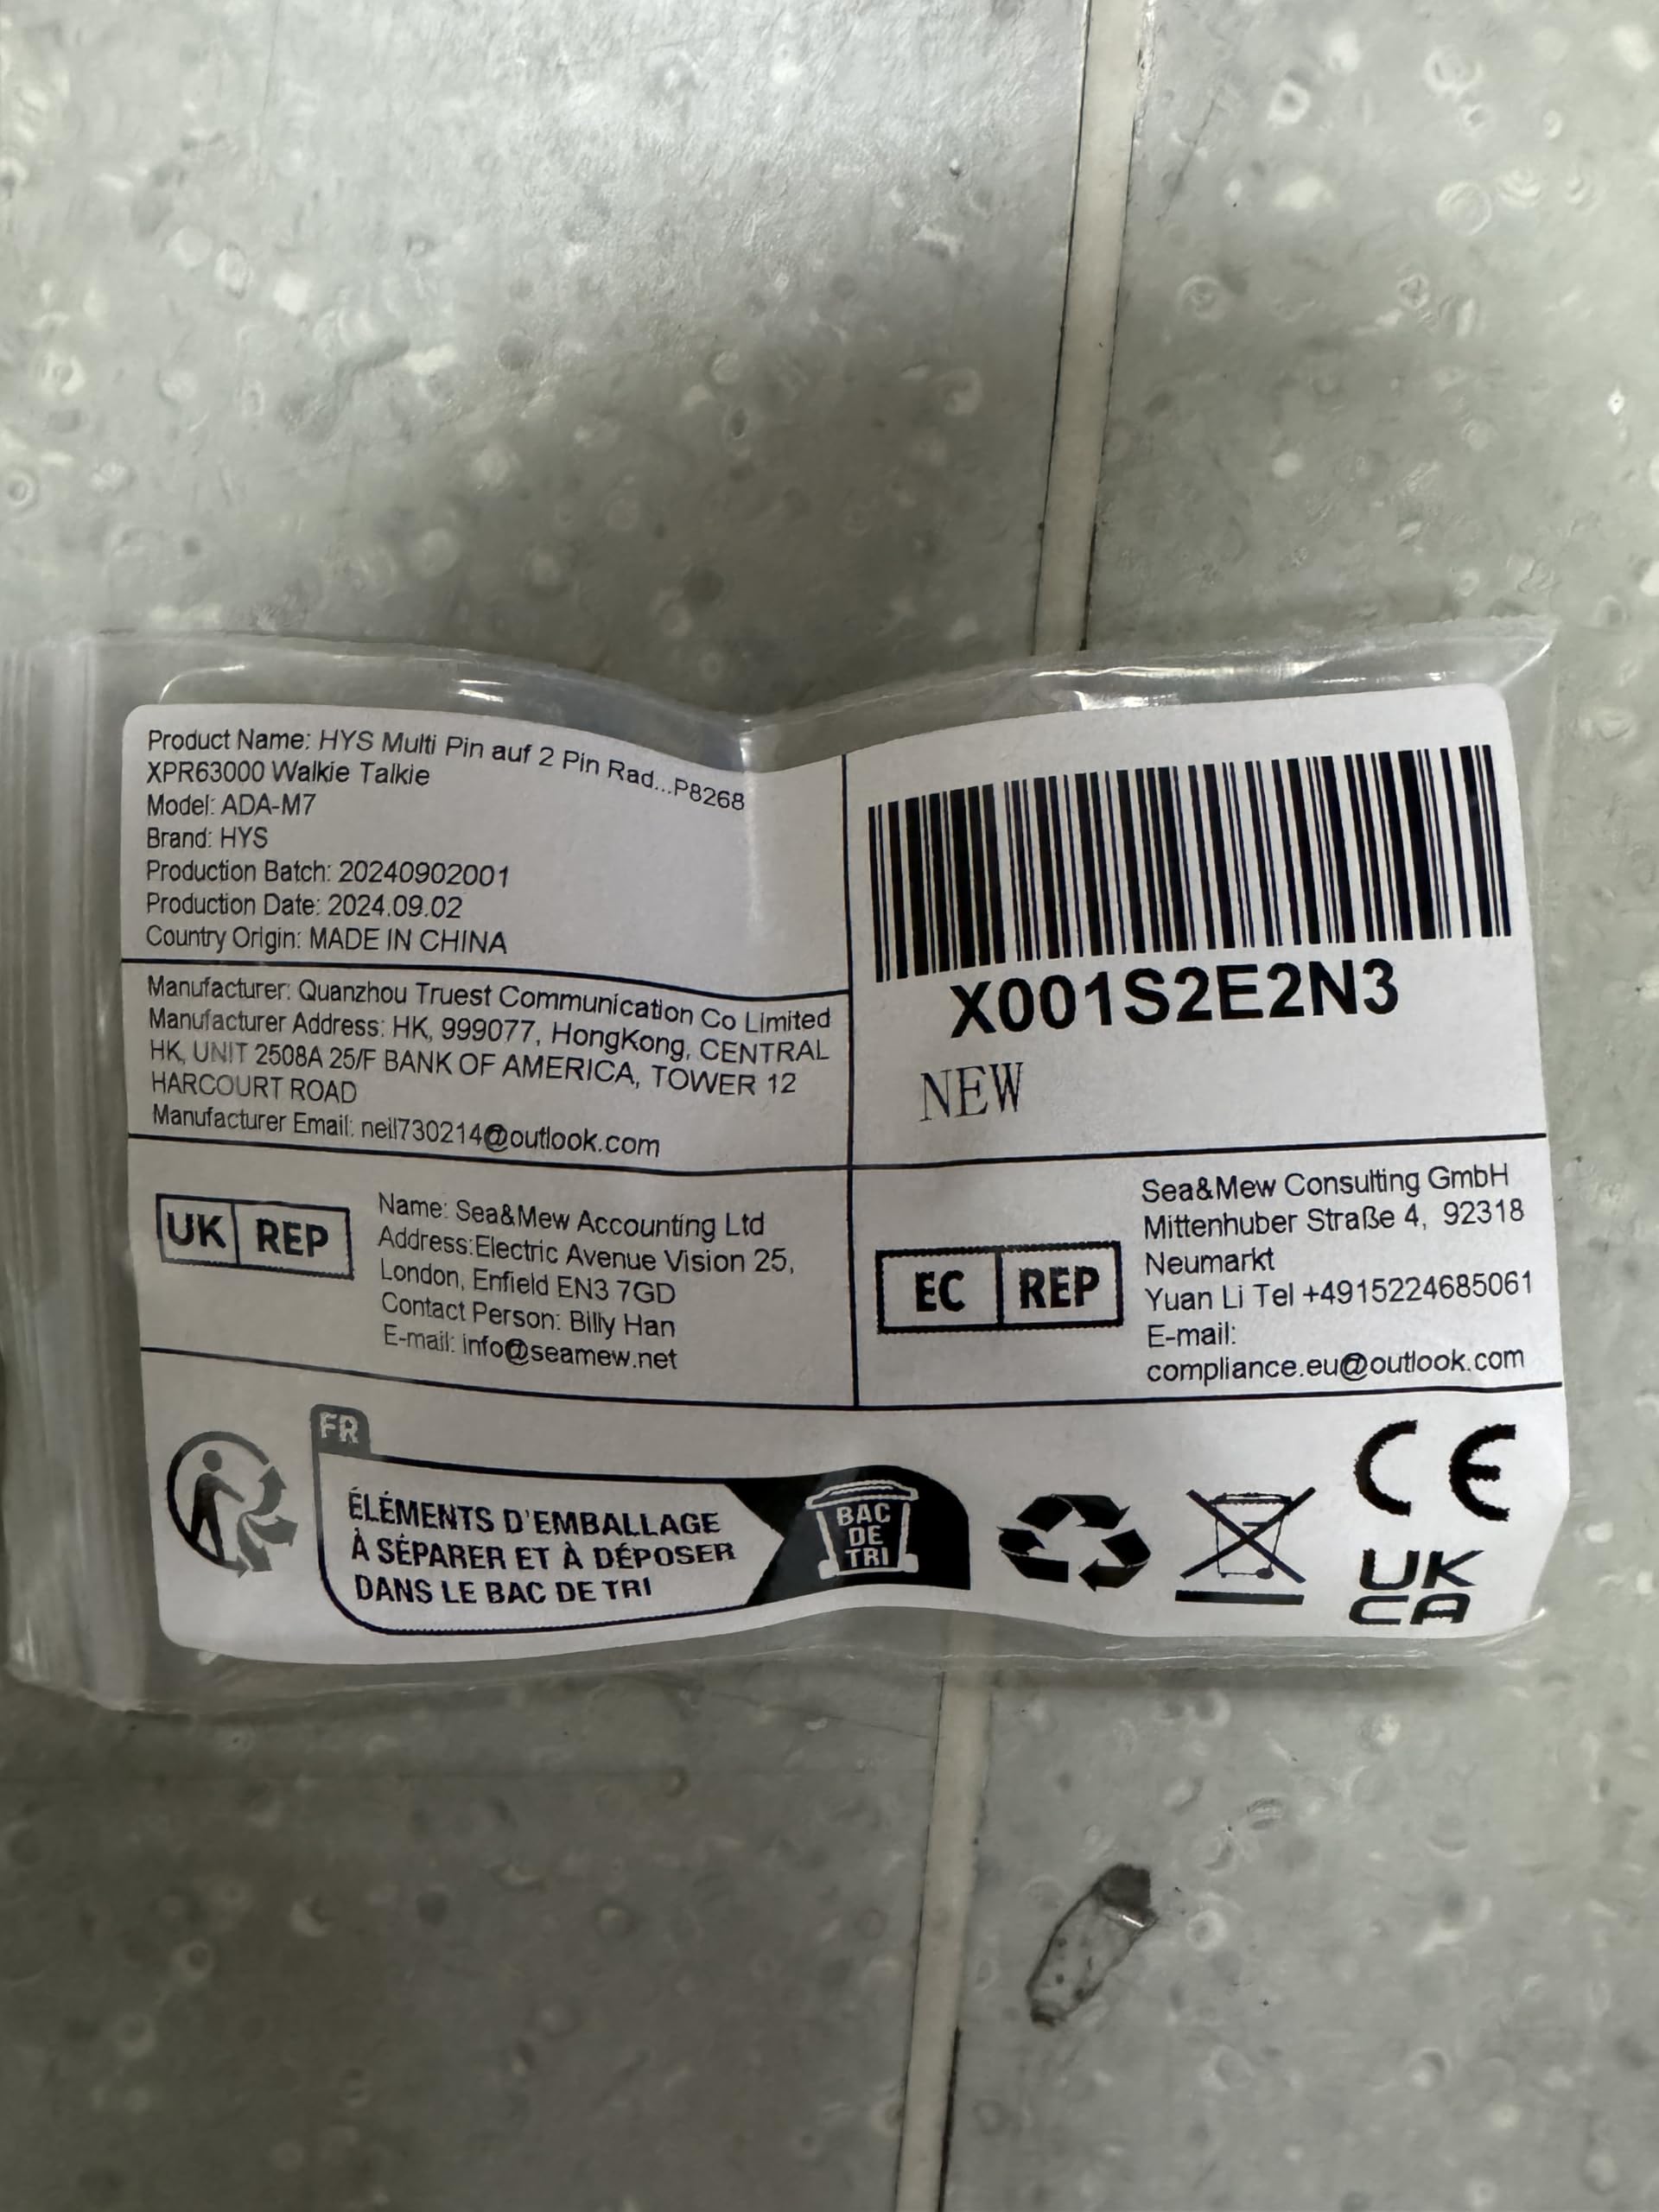 Product Name: HYS Multi Pin auf 2 Pin Rad...P8268
XPR63000 Walkie Talkie
Model: ADA-M7
Brand: HYS
Production Batch: 20240902001
Production Date: 2024.09.02
Country Origin: MADE IN CHINA
X001S2E2N3
NEW
Manufacturer: Quanzhou Truest Communication Co Limited
Manufacturer Address: HK, 999077, HongKong, CENTRAL
HK, UNIT 2508A 25/F BANK OF AMERICA, TOWER 12
HARCOURT ROAD
Manufacturer Email: neil730214@outlook.com
UK REP
Name: Sea&Mew Accounting Ltd
Address:Electric Avenue Vision 25,
London, Enfield EN3 7GD
Contact Person: Billy Han
E-mail: info@seamew.net
EC REP
Sea&Mew Consulting GmbH
Mittenhuber Straße 4, 92318
Neumarkt
Yuan Li Tel +4915224685061
E-mail:
compliance.eu@outlook.com
FR
ÉLÉMENTS D'EMBALLAGE
À SÉPARER ET À DÉPOSER
DANS LE BAC DE TRI
BAC
DE
TRI
CE
UK
CA